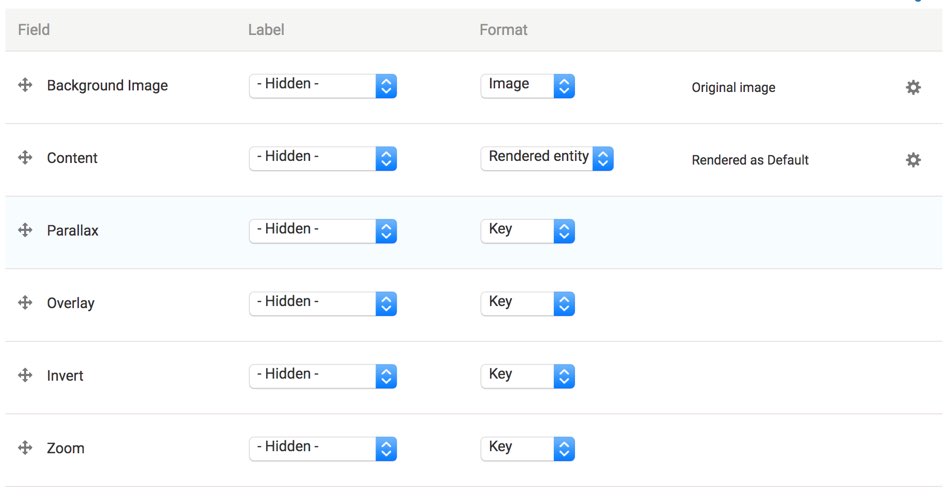 Field Label Format
Background Image - Hidden - Image Original image
Content - Hidden - Rendered entity Rendered as Default
Parallax - Hidden - Key
Overlay - Hidden - Key
Invert - Hidden - Key
Zoom - Hidden - Key